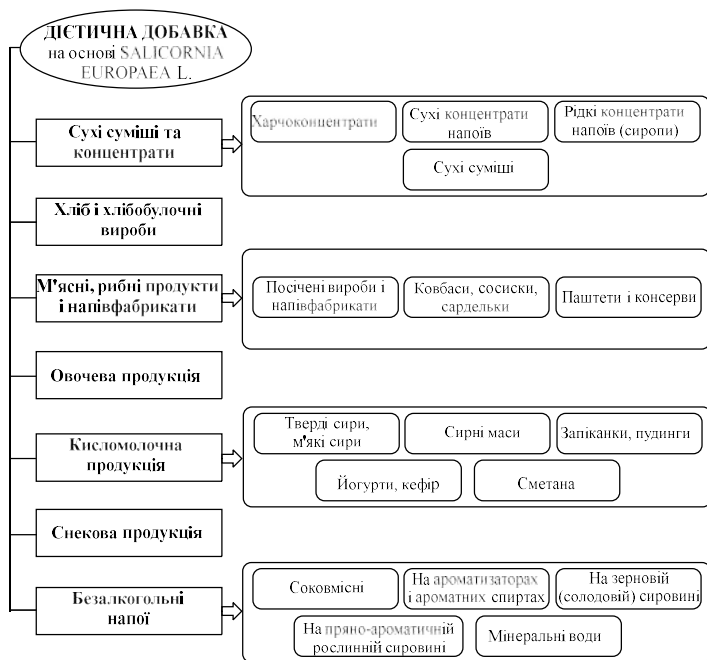 ДІЄТИЧНА ДОБАВКА
на основі SALICORNIA
EUROPAEA L.
Сухі суміші та
концентрати
Харчоконцентрати
Сухі концентрати
напоїв
Рідкі концентрати
напоїв (сиропи)
Сухі суміші
Хліб і хлібобулочні
вироби
М'ясні, рибні продукти
і напівфабрикати
Посічені вироби і
напівфабрикати
Ковбаси, сосиски,
сардельки
Паштети і консерви
Овочева продукція
Кисломолочна
продукція
Тверді сири,
м'які сири
Сирні маси
Запіканки, пудинги
Йогурти, кефір
Сметана
Снекова продукція
Безалкогольні
напої
Соковмісні
На ароматизаторах
і ароматних спиртах
На зерновій
(солодовій) сировині
На пряно-ароматичній
рослинній сировині
Мінеральні води